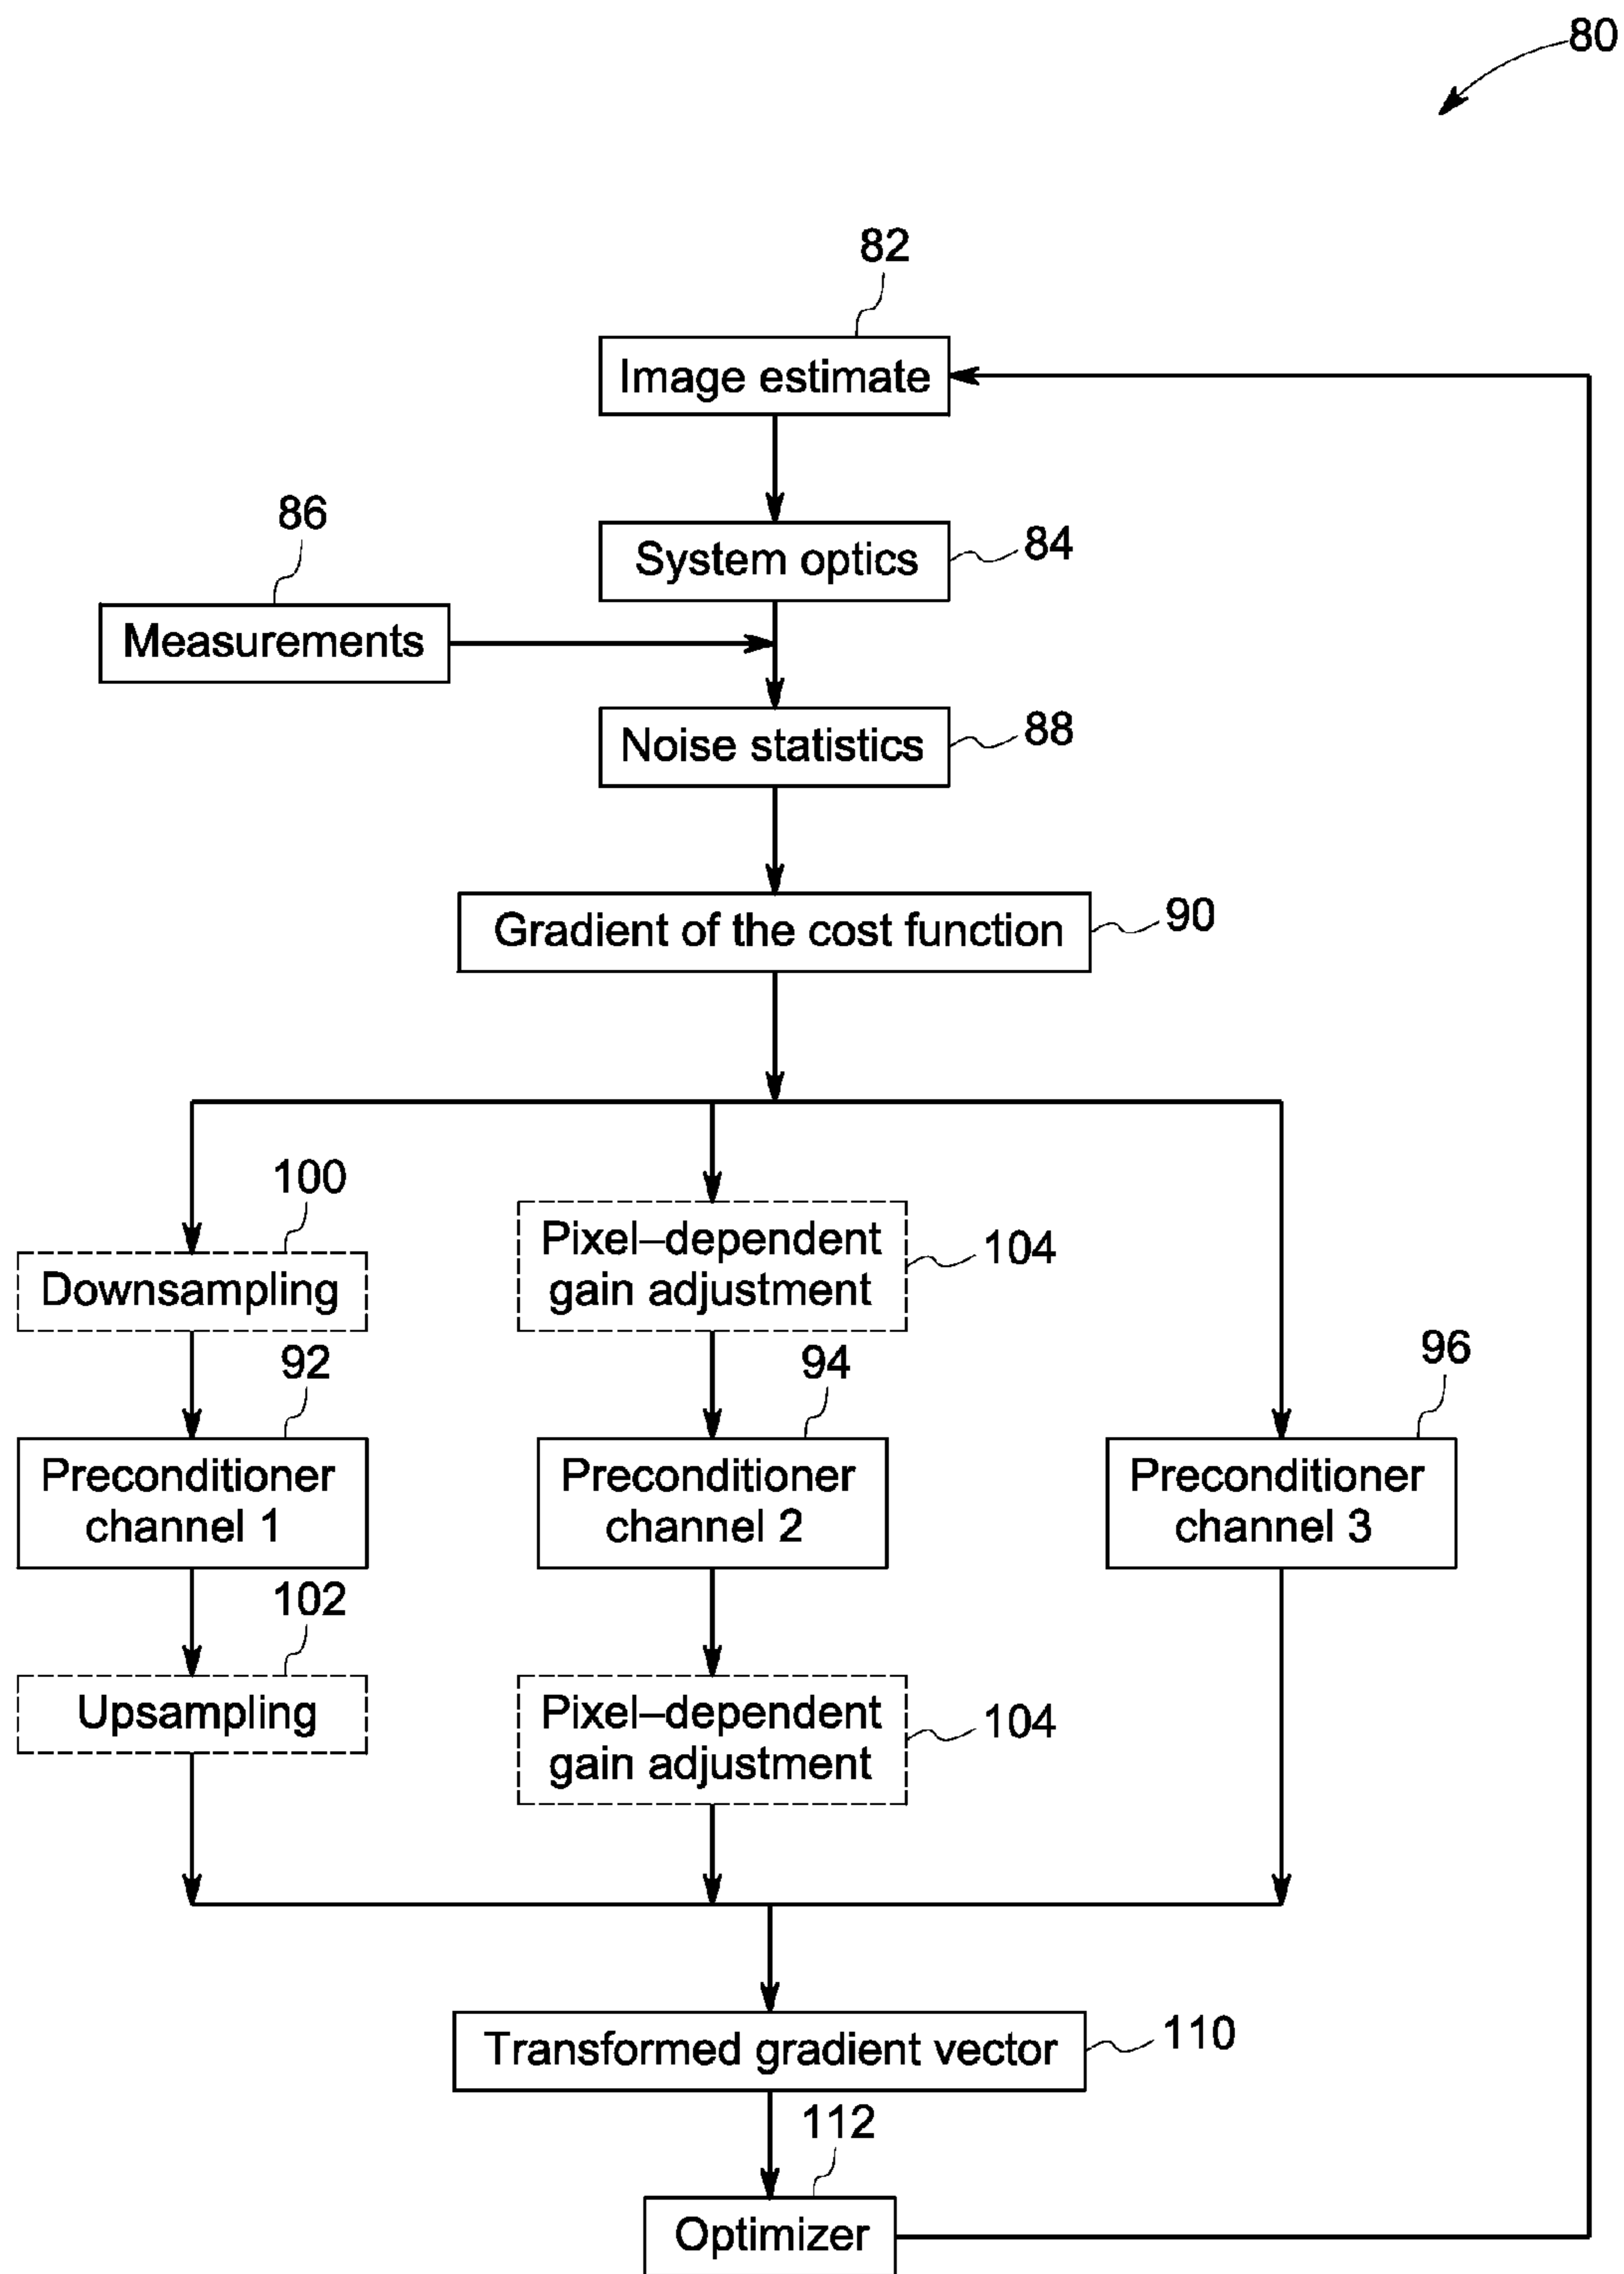 80
82
Image estimate
86
System optics
84
Measurements
Noise statistics
88
Gradient of the cost function
90
100
Downsampling
Pixel–dependent
gain adjustment
104
92
94
96
Preconditioner
channel 1
Preconditioner
channel 2
Preconditioner
channel 3
102
Upsampling
Pixel–dependent
gain adjustment
104
Transformed gradient vector
110
112
Optimizer